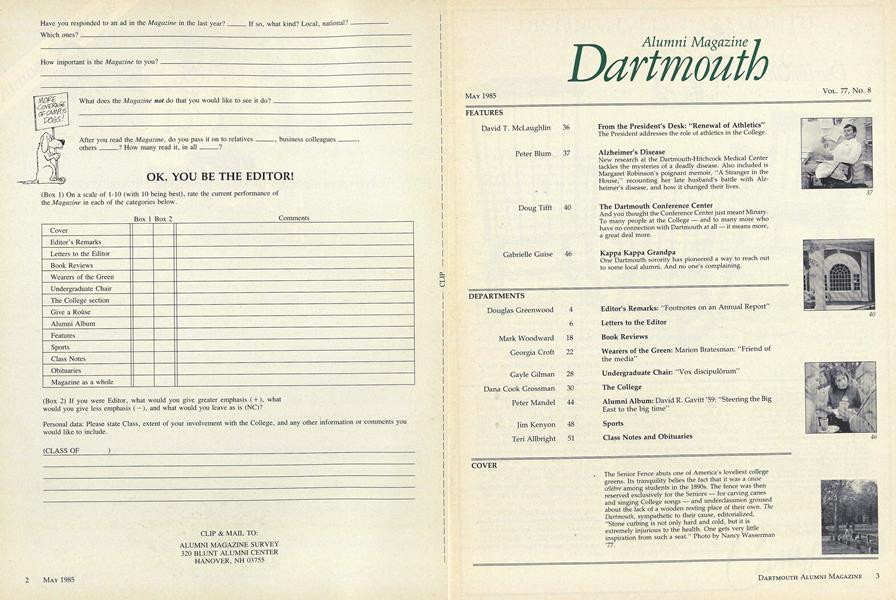 Have you responded to an ad in the Magazine in the last year? _____ If so, what kind? Local, national? _____
Which ones? _____
How important is the Magazine to you? _____
MORE COVERAGE OF CAMPUS DOGS!
What does the Magazine not do that you would like to see it do? _____
After you read the Magazine, do you pass it on to relatives _____, business colleagues _____,
others _____? How many read it, in all _____?
OK. YOU BE THE EDITOR!
(Box 1) On a scale of 1-10 (with 10 being best), rate the current performance of
the Magazine in each of the categories below.
Box 1 Box 2 Comments
Cover
Editor's Remarks
Letters to the Editor
Book Reviews
Wearers of the Green
Undergraduate Chair
The College section
Give a Roüse
Alumni Album
Features
Sports
Class Notes
Obituaries
Magazine as a whole
(Box 2) If you were Editor, what would you give greater emphasis (+), what
would you give less emphasis (−), and what would you leave as is (NC)?
Personal data: Please state Class, extent of your involvement with the College, and any other information or comments you
would like to include.
(CLASS OF )
CLIP & MAIL TO:
ALUMNI MAGAZINE SURVEY
320 BLUNT ALUMNI CENTER
HANOVER, NH 03755
2 MAY 1985
CLIP
Alumni Magazine
Dartmouth
MAY 1985 VOL. 77, No. 8
FEATURES
David T. McLaughlin 36 From the President's Desk: "Renewal of Athletics"
The President addresses the role of athletics in the College.
Peter Blum 37 Alzheimer's Disease
New research at the Dartmouth-Hitchcock Medical Center
tackles the mysteries of a deadly disease. Also included is
Margaret Robinson's poignant memoir, "A Stranger in the
House," recounting her late husband's battle with Alz-
heimer's disease, and how it changed their lives.
37
Doug Tifft 40 The Dartmouth Conference Center
And you thought the Conference Center just meant Minary.
To many people at the College — and to many more who
have no connection with Dartmouth at all — it means more,
a great deal more.
Gabrielle Guise 46 Kappa Kappa Grandpa
One Dartmouth sorority has pioneered a way to reach out
to some local alumni. And no one's complaining.
40
DEPARTMENTS
Douglas Greenwood 4 Editor's Remarks: "Footnotes on an Annual Report"
6 Letters to the Editor
Mark Woodward 18 Book Reviews
Georgia Croft 22 Wearers of the Green: Marion Bratesman: "Friend of
the media"
Gayle Gilman 28 Undergraduate Chair: "Vox discipulōrum"
Dana Cook Grossman 30 The College
Peter Mandel 44 Alumni Album: David R. Gavitt '59: "Steering the Big
East to the big time"
Jim Kenyon 48 Sports
Teri Allbright 51 Class Notes and Obituaries
46
COVER
The Senior Fence abuts one of America's loveliest college
greens. Its tranquility belies the fact that it was a cause
célèbre among students in the 1890s. The fence was then
reserved exclusively for the Seniors — for carving canes
and singing College songs — and underclassmen groused
about the lack of a wooden resting place of their own. The
Dartmouth, sympathetic to their cause, editorialized,
"Stone curbing is not only hard and cold, but it is
extremely injurious to the health. One gets very little
inspiration from such a seat." Photo by Nancy Wasserman
'77.
DARTMOUTH ALUMNI MAGAZINE 3